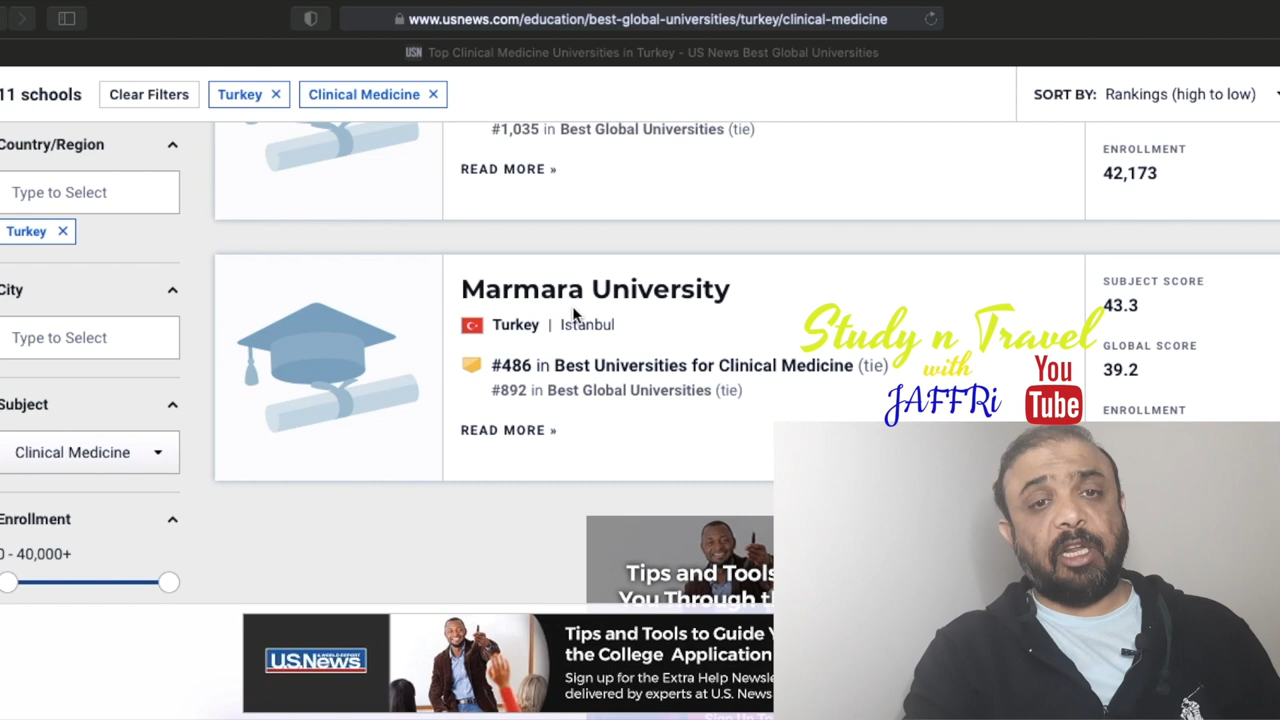 www.usnews.com/education/best-global-universities/turkey/clinical-medicine
USN Top Clinical Medicine Universities in Turkey - US News Best Global Universities
11 schools
Clear Filters
Turkey ×
Clinical Medicine ×
SORT BY: Rankings (high to low)
Country/Region
Type to Select
Turkey ×
City
Type to Select
Subject
Clinical Medicine
Enrollment
0 - 40,000+
#1,035 in Best Global Universities (tie)
READ MORE »
ENROLLMENT
42,173
Marmara University
Turkey | Istanbul
#486 in Best Universities for Clinical Medicine (tie)
#892 in Best Global Universities (tie)
READ MORE »
SUBJECT SCORE
43.3
GLOBAL SCORE
39.2
ENROLLMENT
Study n Travel
with
JAFFRi
You
Tube
Tips and Tools
You Through
U.S. News
Tips and Tools to Guide
the College Application
Sign up for the Extra Help
delivered by experts at U.S. News